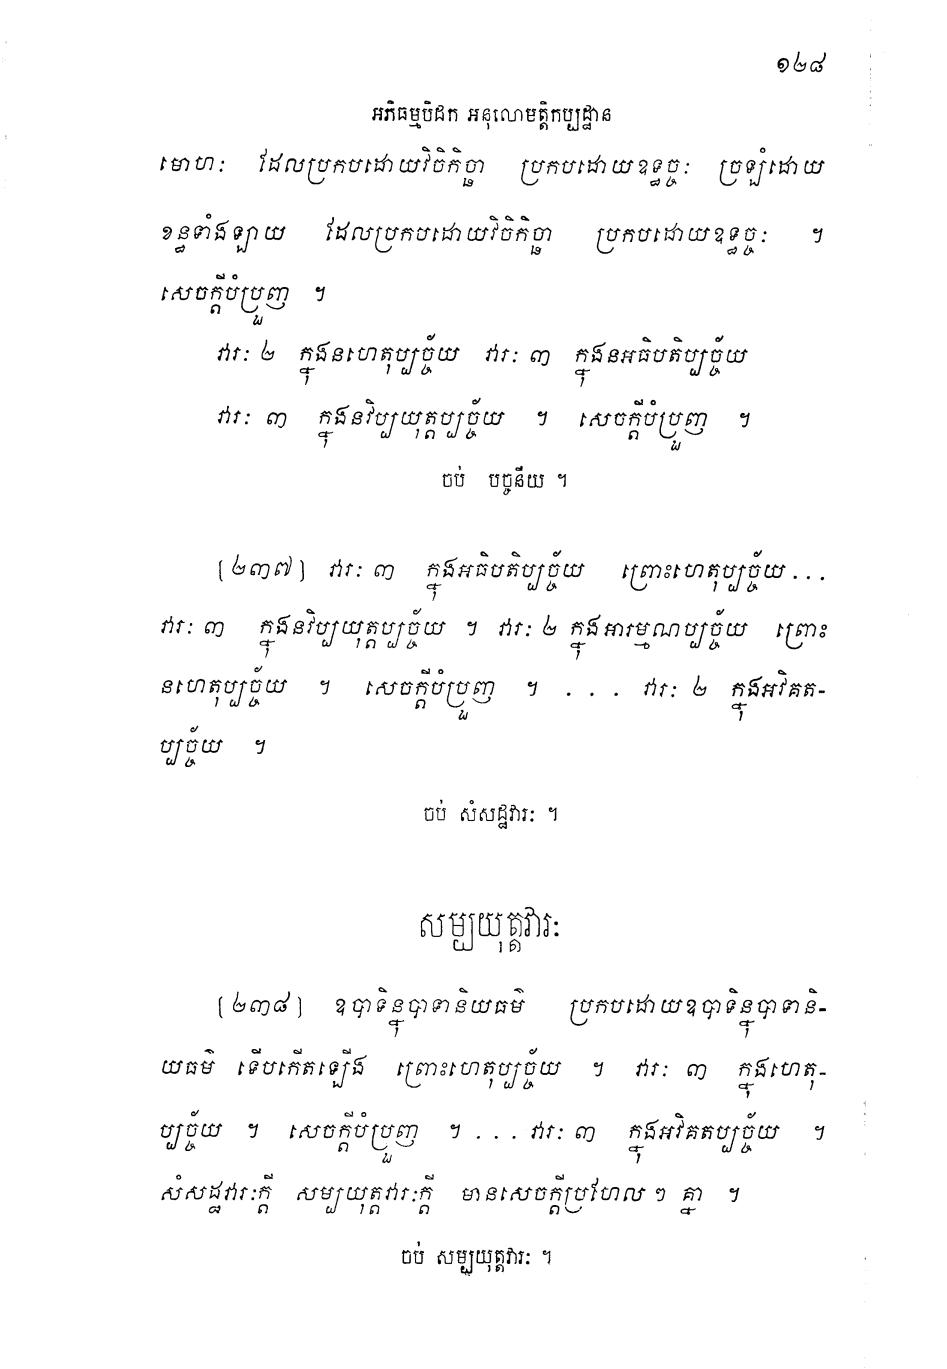 ១២៨
អភិធម្មបិដក អនុលោមត្តិកប្បដ្ឋាន
មោហៈ ដែលប្រកបដោយវិចិកិច្ឆា ប្រកបដោយឧទ្ធច្ចៈ ច្រឡំដោយ
ខន្ធទាំងឡាយ ដែលប្រកបដោយវិចិកិច្ឆា ប្រកបដោយឧទ្ធច្ចៈ ។
សេចក្តីបំប្រួញ ។
វារៈ ២ ក្នុងនហេតុប្បច្ច័យ វារៈ ៣ ក្នុងនអធិបតិប្បច្ច័យ
វារៈ ៣ ក្នុងនវិប្បយុត្តប្បច្ច័យ ។ សេចក្តីបំប្រួញ ។
ចប់ បច្ចនីយ ។
[២៣៧] វារៈ ៣ ក្នុងអធិបតិប្បច្ច័យ ព្រោះហេតុប្បច្ច័យ...
វារៈ ៣ ក្នុងនវិប្បយុត្តប្បច្ច័យ ។ វារៈ ២ ក្នុងអារម្មណប្បច្ច័យ ព្រោះ
នហេតុប្បច្ច័យ ។ សេចក្តីបំប្រួញ ។ ... វារៈ ២ ក្នុងអវិគត-
ប្បច្ច័យ ។
ចប់ សំសដ្ឋវារៈ ។
សម្បយុត្តវារៈ
[២៣៨] ឧបាទិន្នុបាទានិយធម៌ ប្រកបដោយឧបាទិន្នុបាទានិ-
យធម៌ ទើបកើតឡើង ព្រោះហេតុប្បច្ច័យ ។ វារៈ ៣ ក្នុងហេតុ-
ប្បច្ច័យ ។ សេចក្តីបំប្រួញ ។ ... វារៈ ៣ ក្នុងអវិគតប្បច្ច័យ ។
សំសដ្ឋវារៈក្តី សម្បយុត្តវារៈក្តី មានសេចក្តីប្រហែលៗ គ្នា ។
ចប់ សម្បយុត្តវារៈ ។